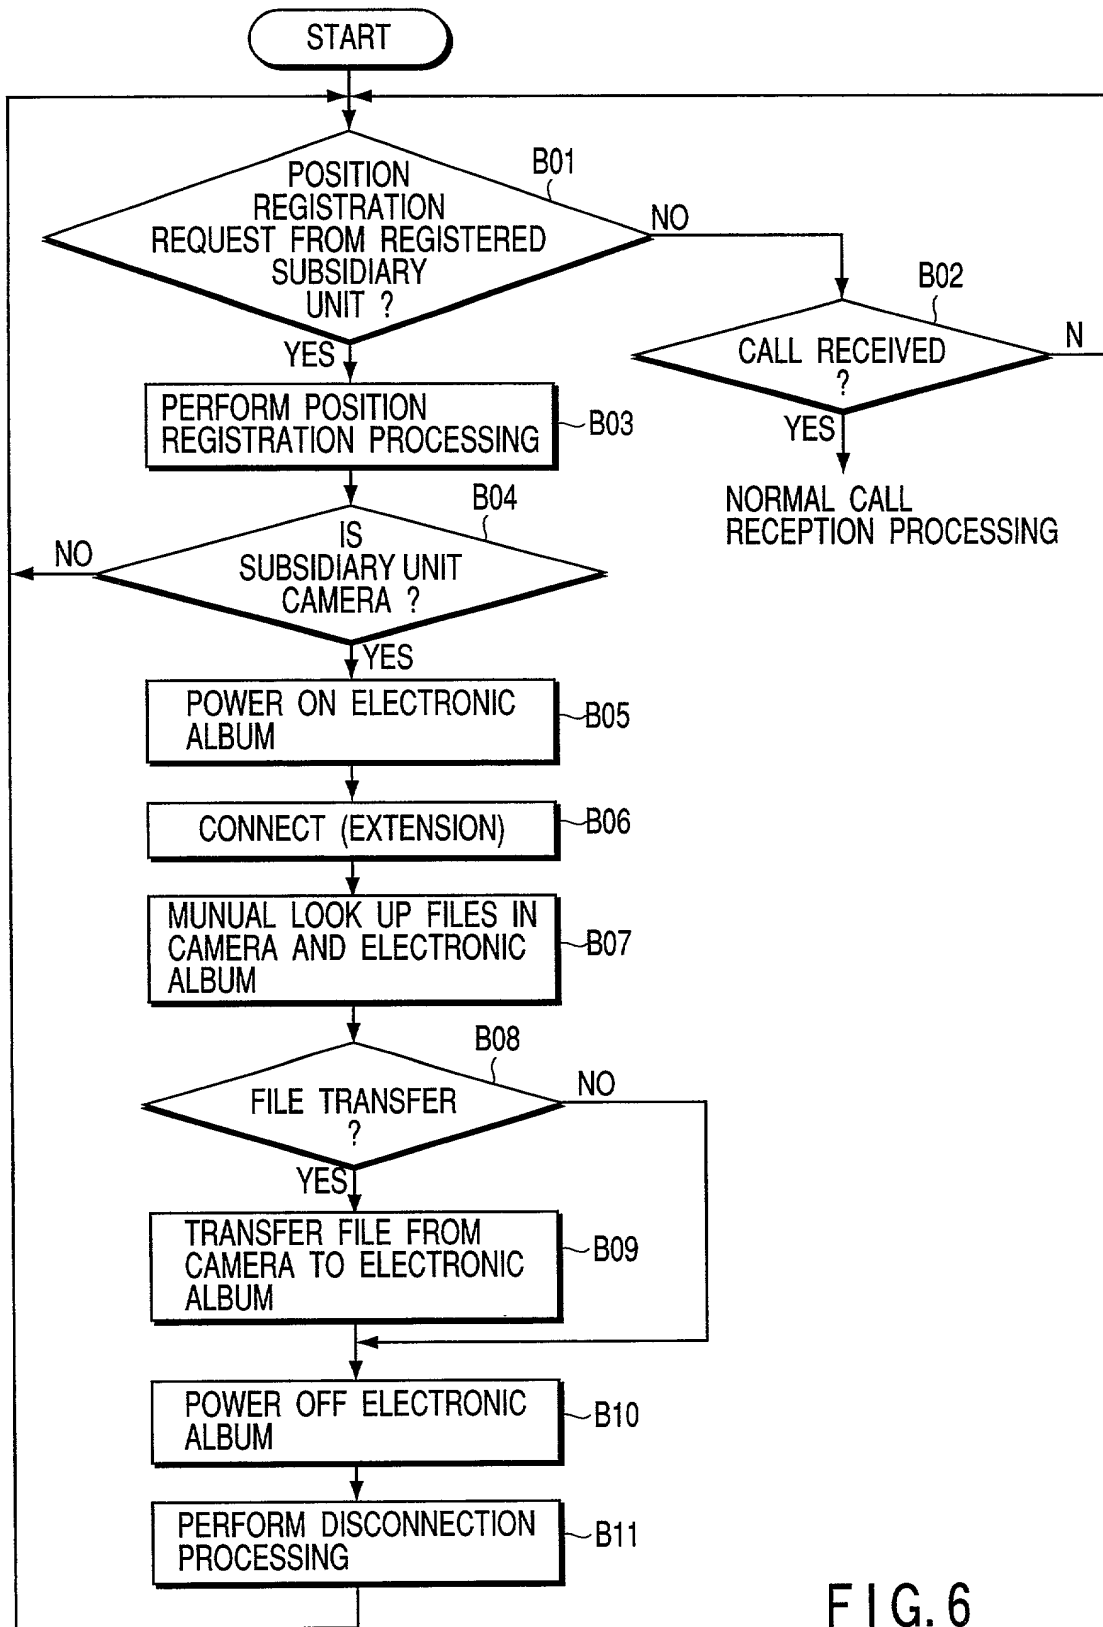 START
B01
POSITION
REGISTRATION
REQUEST FROM REGISTERED
SUBSIDIARY
UNIT ?
NO
YES
B02
CALL RECEIVED
?
N
YES
NORMAL CALL
RECEPTION PROCESSING
PERFORM POSITION
REGISTRATION PROCESSING
B03
B04
IS
SUBSIDIARY UNIT
CAMERA ?
NO
YES
POWER ON ELECTRONIC
ALBUM
B05
CONNECT (EXTENSION)
B06
MUNUAL LOOK UP FILES IN
CAMERA AND ELECTRONIC
ALBUM
B07
B08
FILE TRANSFER
?
NO
YES
TRANSFER FILE FROM
CAMERA TO ELECTRONIC
ALBUM
B09
POWER OFF ELECTRONIC
ALBUM
B10
PERFORM DISCONNECTION
PROCESSING
B11
FIG. 6